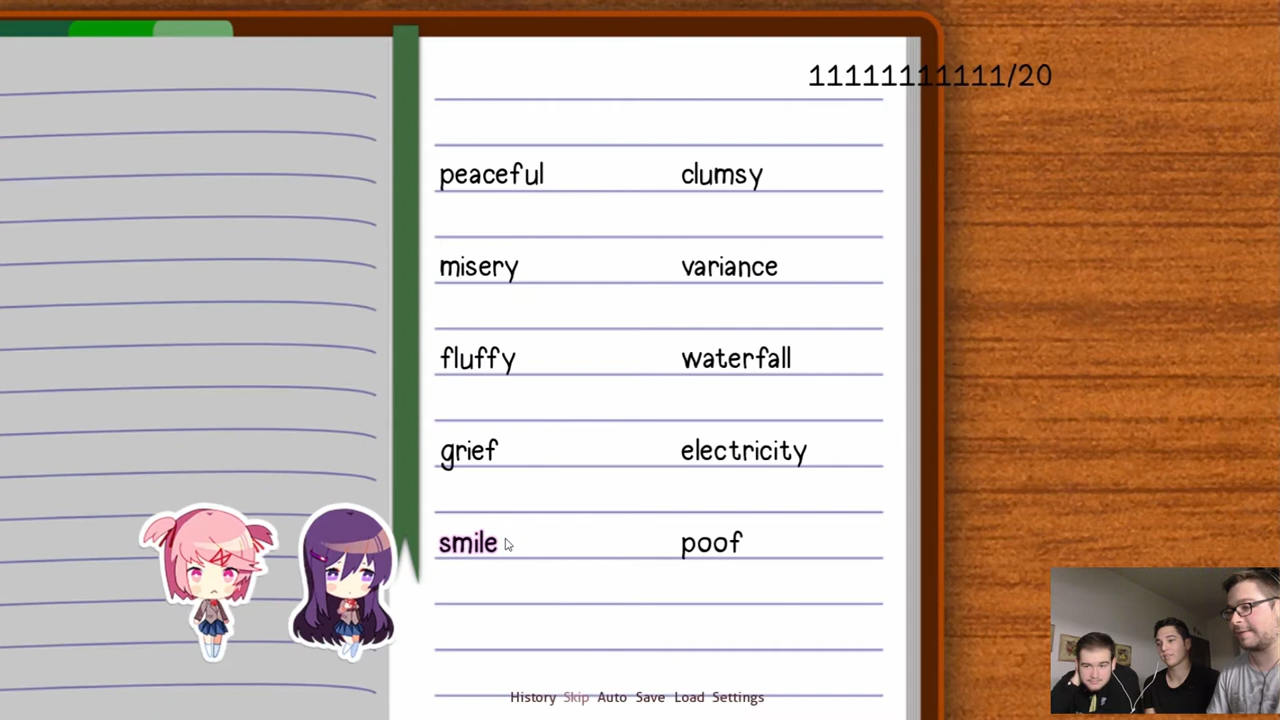 11111111111/20
peaceful clumsy
misery variance
fluffy waterfall
grief electricity
smile poof
History Skip Auto Save Load Settings